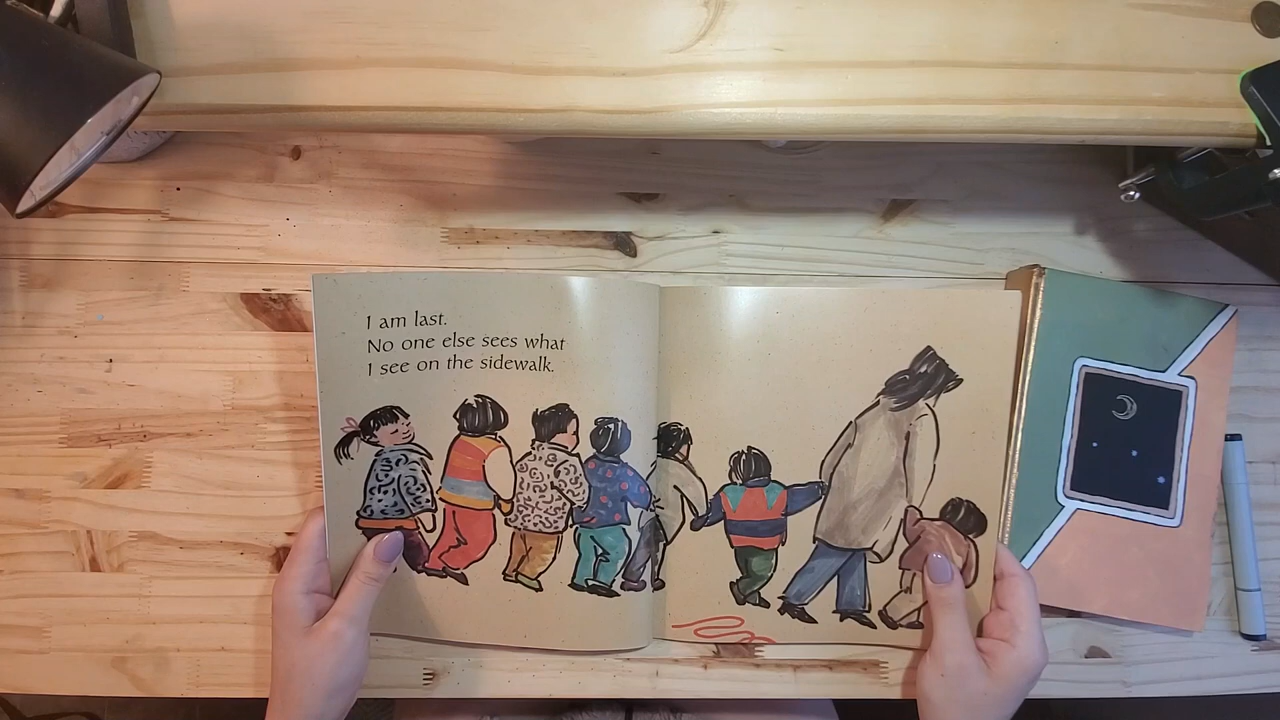 I am last.
No one else sees what
I see on the sidewalk.